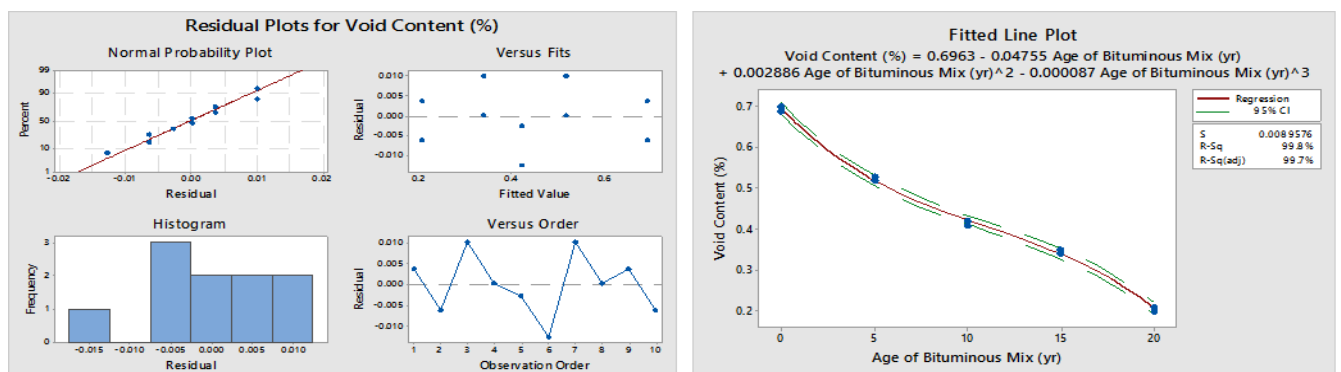 Residual Plots for Void Content (%)
Normal Probability Plot
99
90
50
10
1
Percent
-0.02
-0.01
0.00
0.01
0.02
Residual
Versus Fits
0.010
0.005
0.000
-0.005
-0.010
Residual
0.2
0.4
0.6
Fitted Value
Histogram
3
2
1
0
Frequency
-0.015
-0.010
-0.005
0.000
0.005
0.010
Residual
Versus Order
0.010
0.005
0.000
-0.005
-0.010
Residual
1
2
3
4
5
6
7
8
9
10
Observation Order
Fitted Line Plot
Void Content (%) = 0.6963 - 0.04755 Age of Bituminous Mix (yr)
+ 0.002886 Age of Bituminous Mix (yr)^2 - 0.000087 Age of Bituminous Mix (yr)^3
0.7
0.6
0.5
0.4
0.3
0.2
Void Content (%)
0
5
10
15
20
Age of Bituminous Mix (yr)
Regression
95% CI
S 0.0089576
R-Sq 99.8%
R-Sq(adj) 99.7%